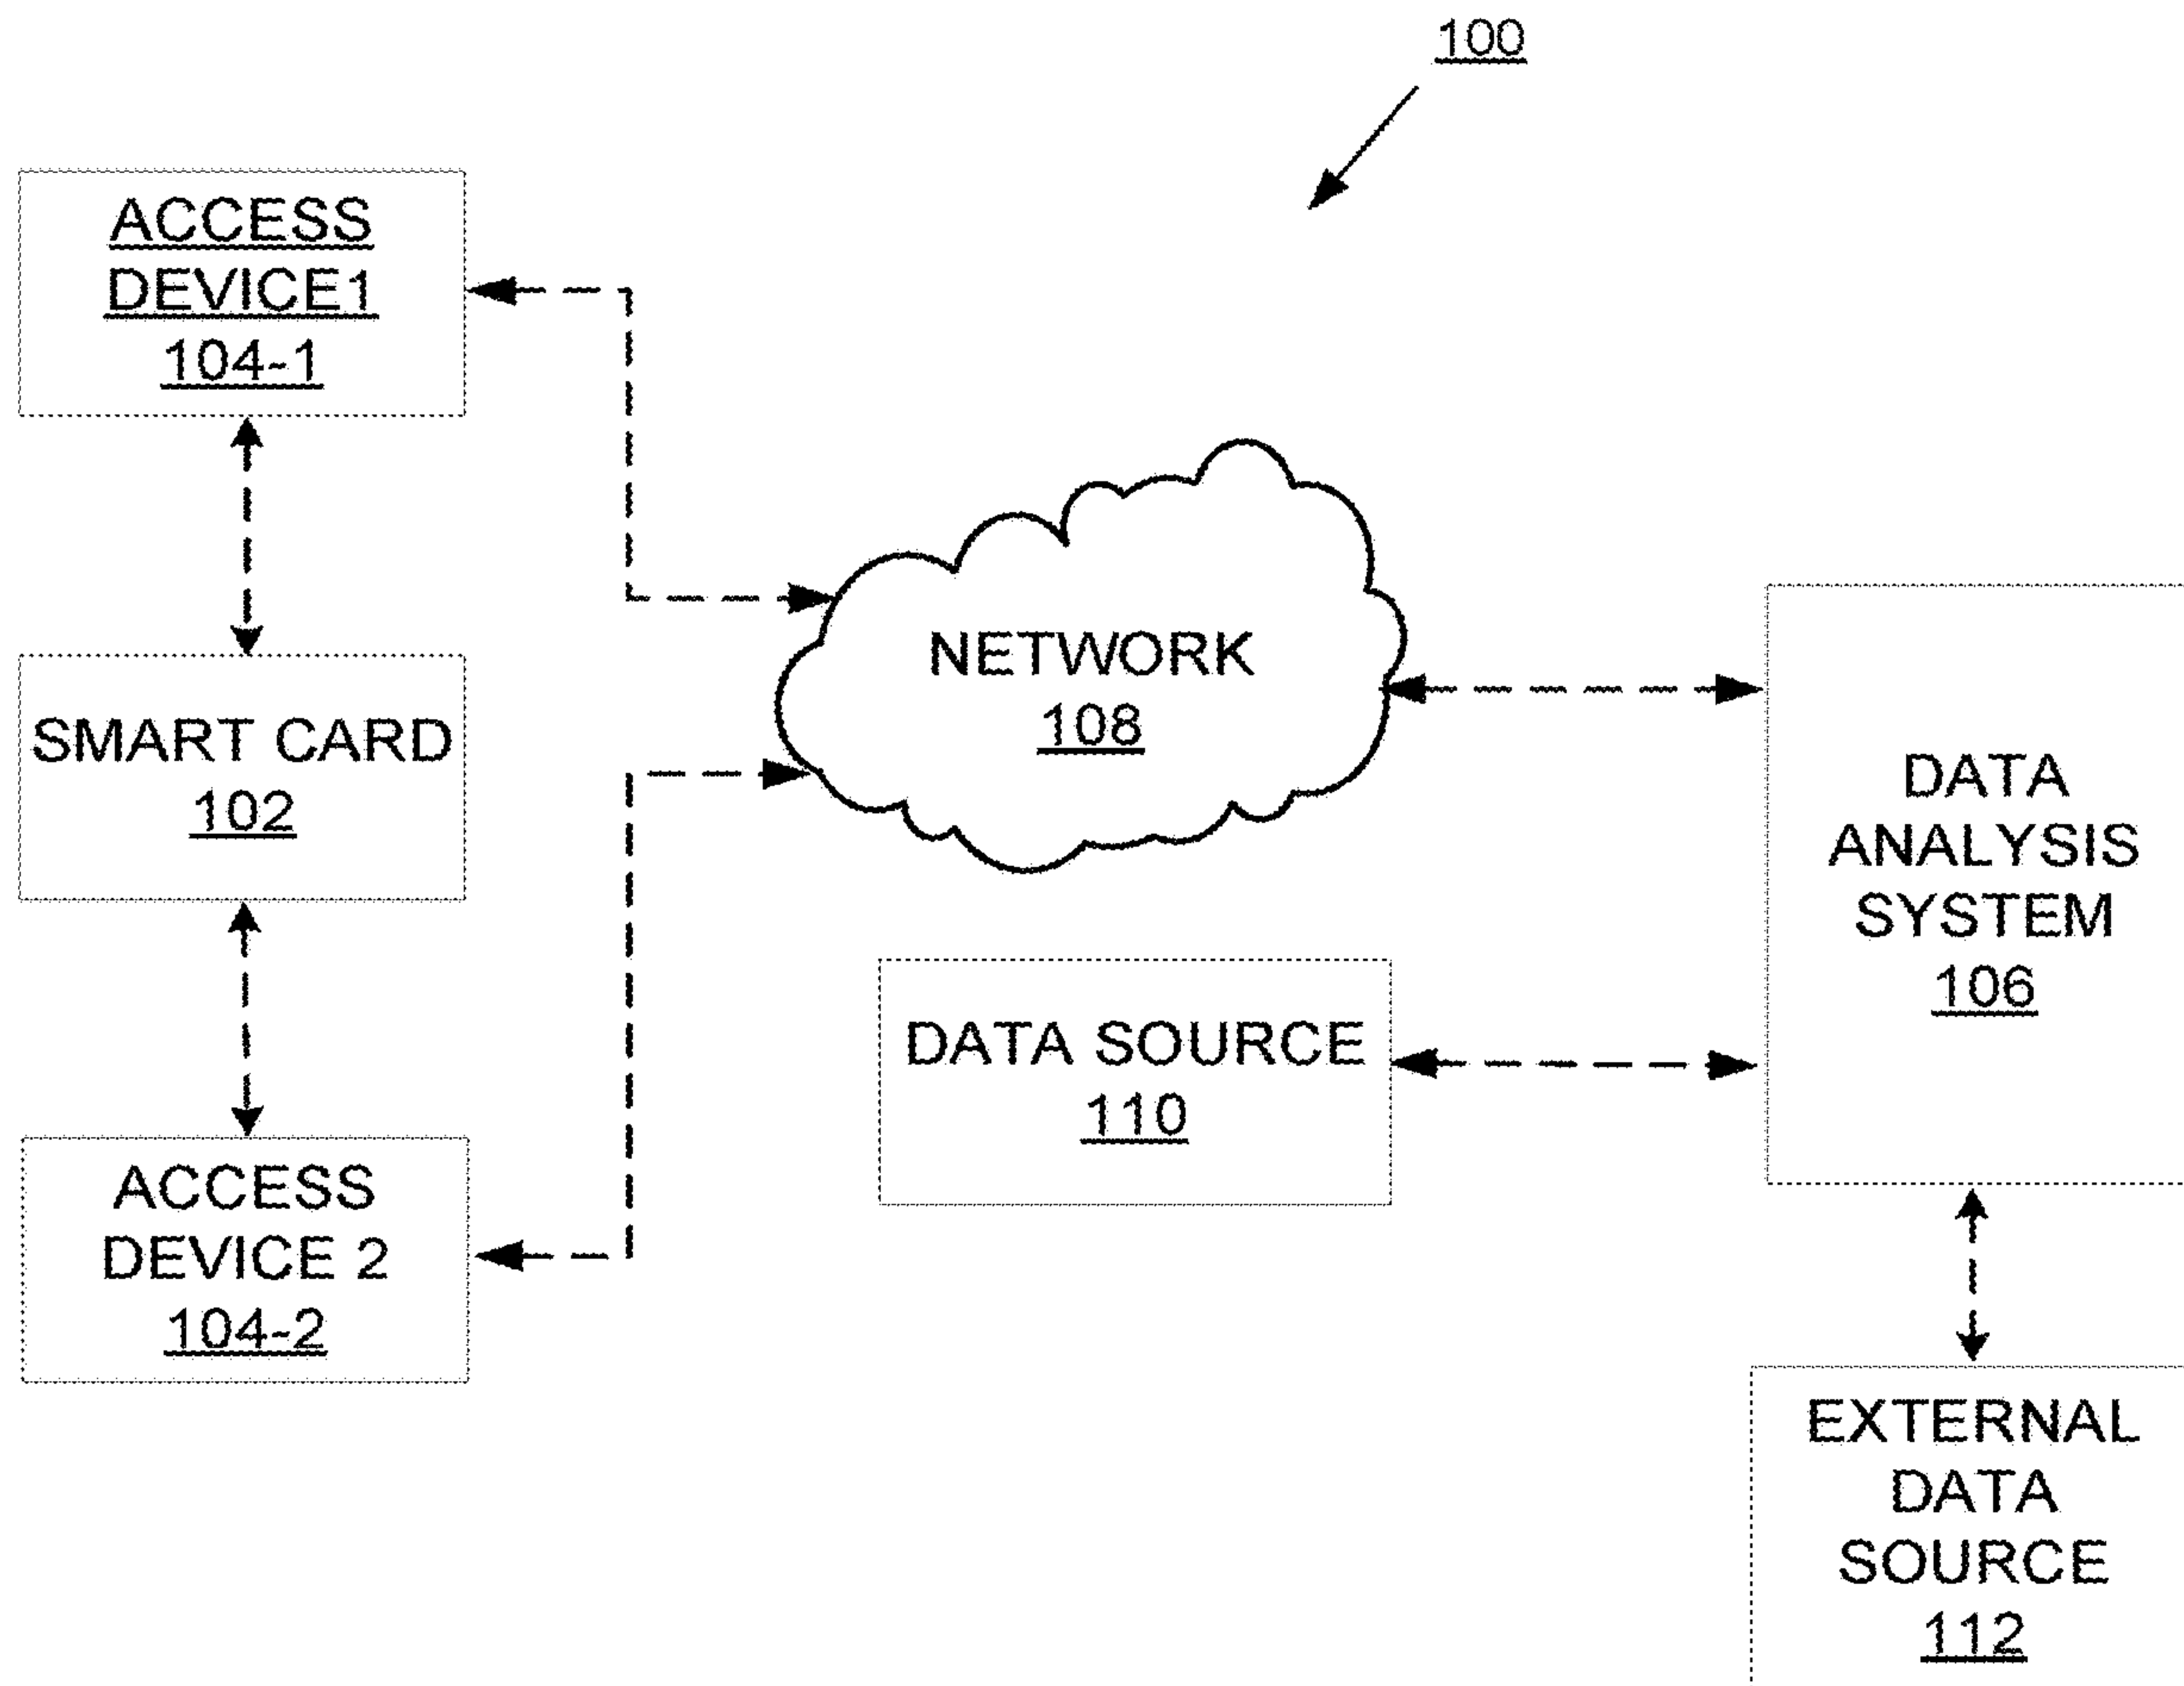 100
ACCESS
DEVICE1
104-1
SMART CARD
102
ACCESS
DEVICE 2
104-2
NETWORK
108
DATA SOURCE
110
DATA
ANALYSIS
SYSTEM
106
EXTERNAL
DATA
SOURCE
112